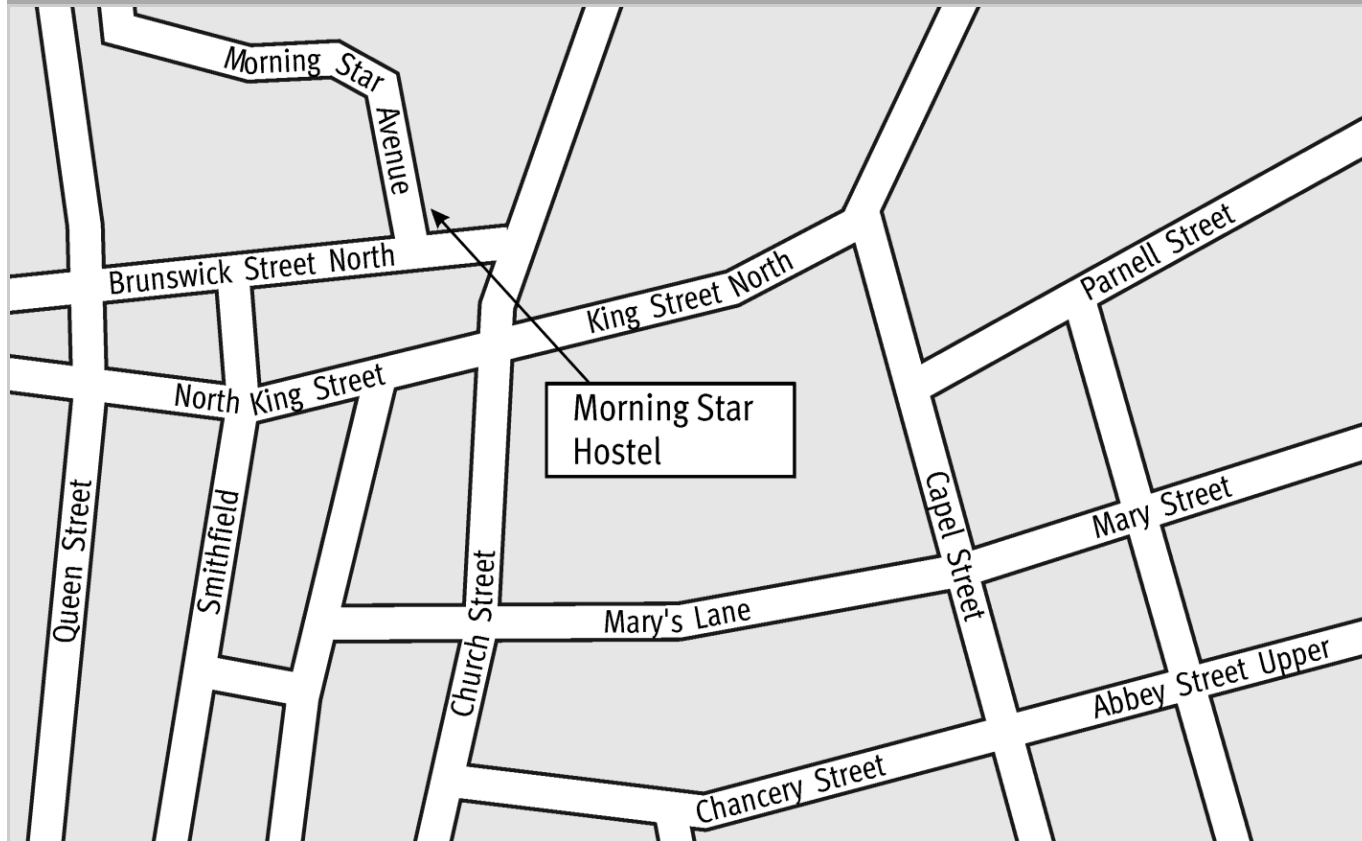 Morning Star
Avenue
Brunswick Street North
King Street North
Parnell Street
North King Street
Morning Star
Hostel
Queen Street
Smithfield
Church Street
Capel Street
Mary Street
Mary's Lane
Abbey Street Upper
Chancery Street